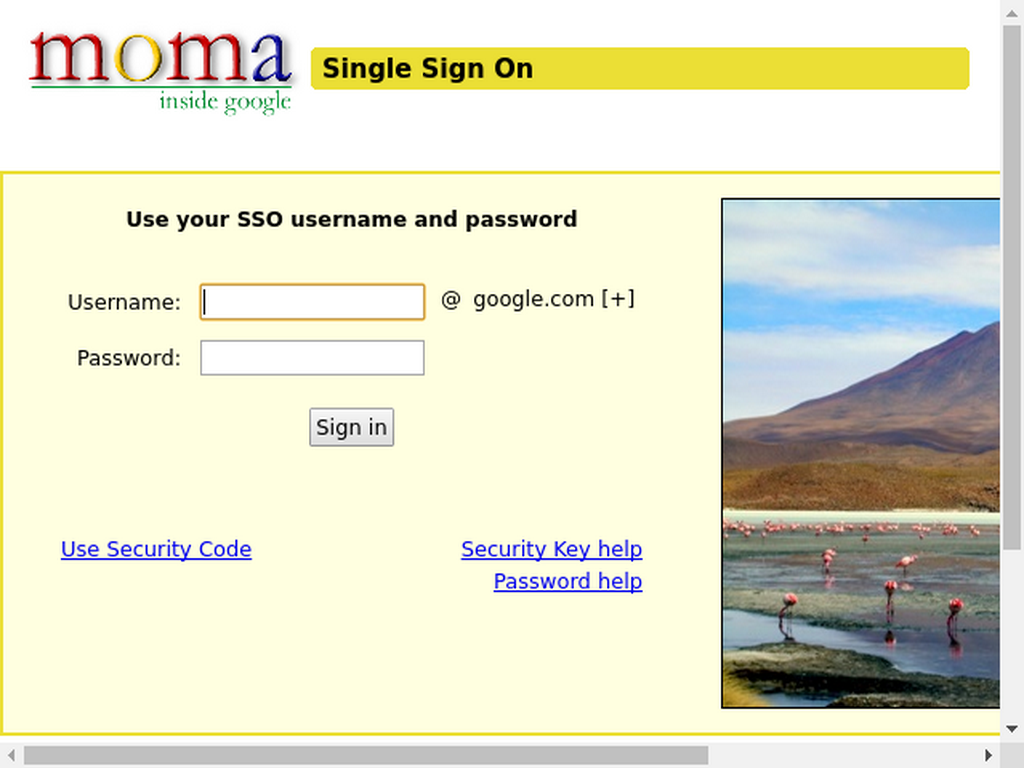 moma
inside google
Single Sign On
Use your SSO username and password
Username: @ google.com [+]
Password:
Sign in
Use Security Code
Security Key help
Password help